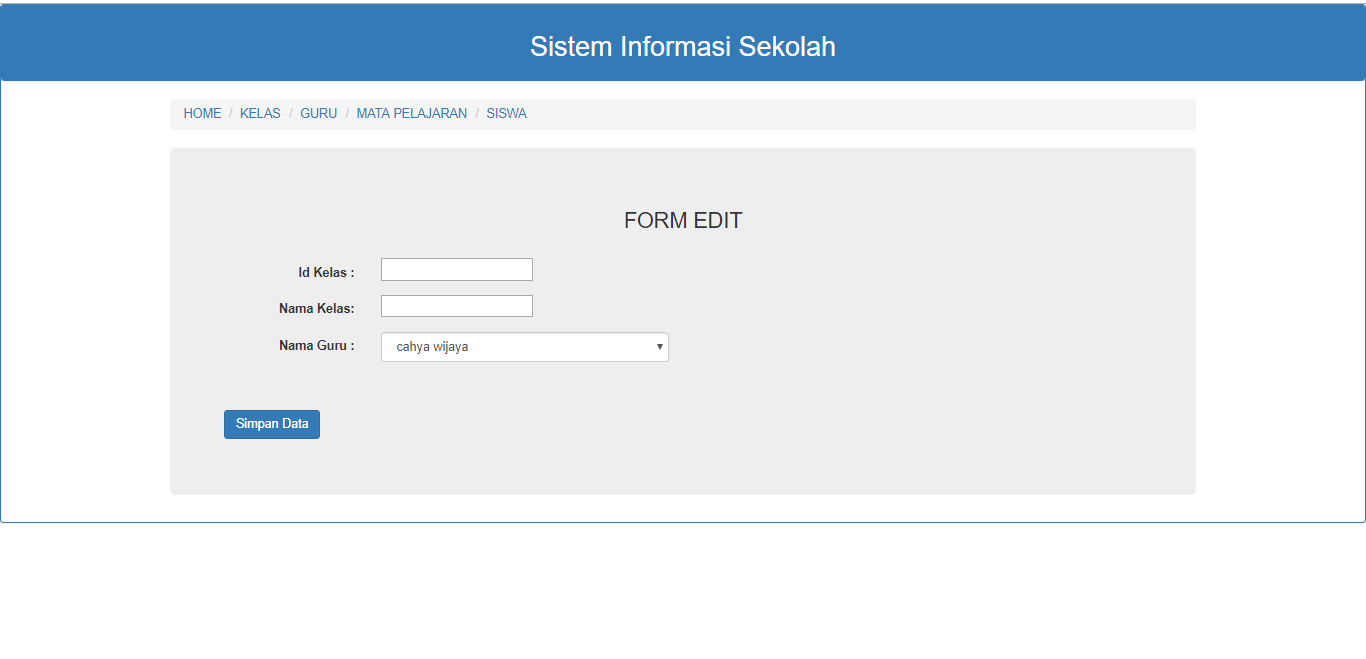 Sistem Informasi Sekolah
HOME / KELAS / GURU / MATA PELAJARAN / SISWA
FORM EDIT
Id Kelas :
Nama Kelas:
Nama Guru : cahya wijaya
Simpan Data